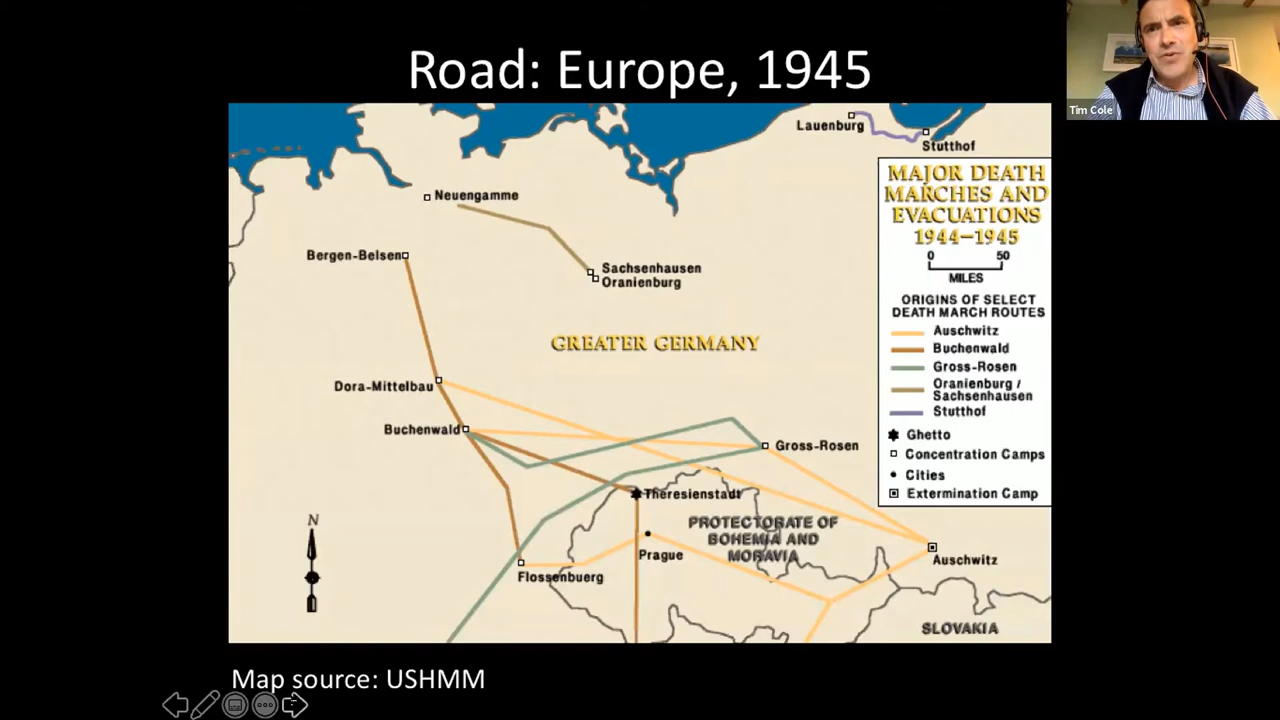 Road: Europe, 1945
Tim Cole
Lauenburg
Stutthof
MAJOR DEATH
MARCHES AND
EVACUATIONS
1944–1945
0 50
MILES
ORIGINS OF SELECT
DEATH MARCH ROUTES
Auschwitz
Buchenwald
Gross-Rosen
Oranienburg /
Sachsenhausen
Stutthof
Ghetto
Concentration Camps
Cities
Extermination Camp
Neuengamme
Bergen-Belsen
Sachsenhausen
Oranienburg
GREATER GERMANY
Dora-Mittelbau
Buchenwald
Gross-Rosen
Theresienstadt
PROTECTORATE OF
BOHEMIA AND
MORAVIA
Prague
N
Flossenbuerg
Auschwitz
SLOVAKIA
Map source: USHMM